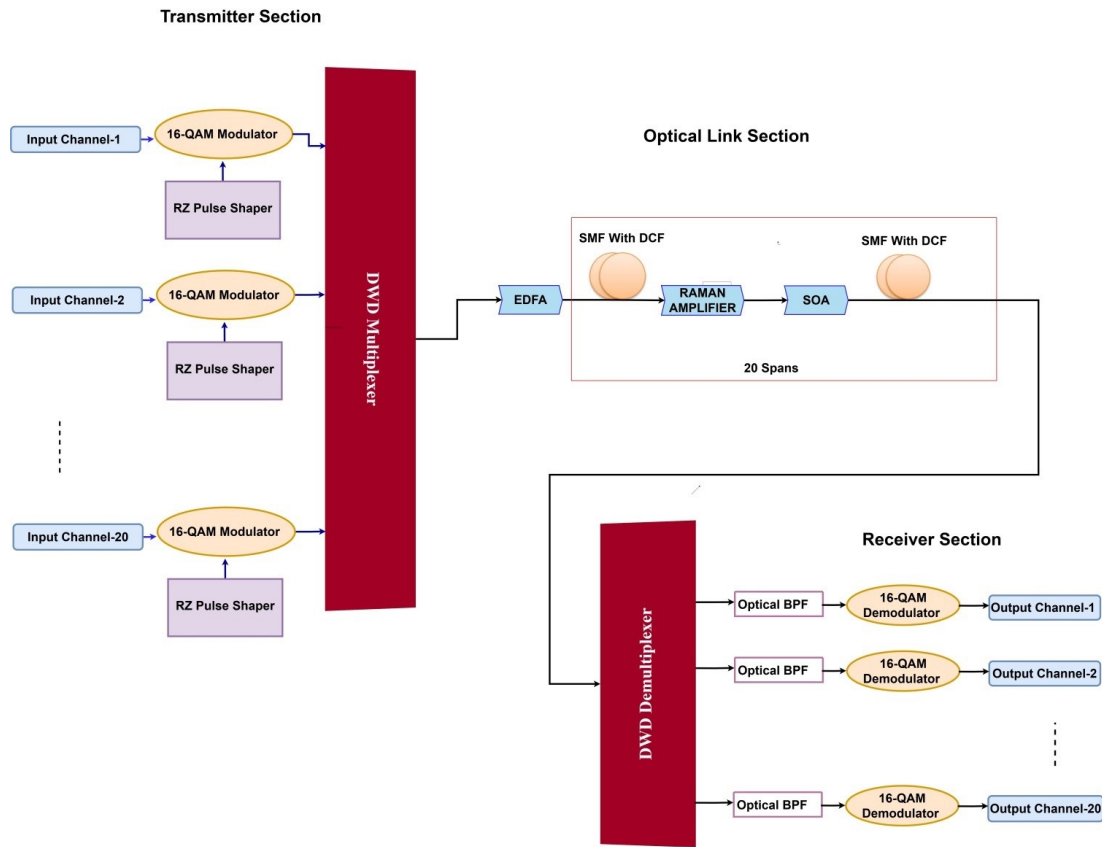 Transmitter Section
Input Channel-1
16-QAM Modulator
RZ Pulse Shaper
Input Channel-2
16-QAM Modulator
RZ Pulse Shaper
Input Channel-20
16-QAM Modulator
RZ Pulse Shaper
DWD Multiplexer
Optical Link Section
EDFA
SMF With DCF
RAMAN
AMPLIFIER
SOA
SMF With DCF
20 Spans
Receiver Section
DWD Demultiplexer
Optical BPF
16-QAM
Demodulator
Output Channel-1
Optical BPF
16-QAM
Demodulator
Output Channel-2
Optical BPF
16-QAM
Demodulator
Output Channel-20